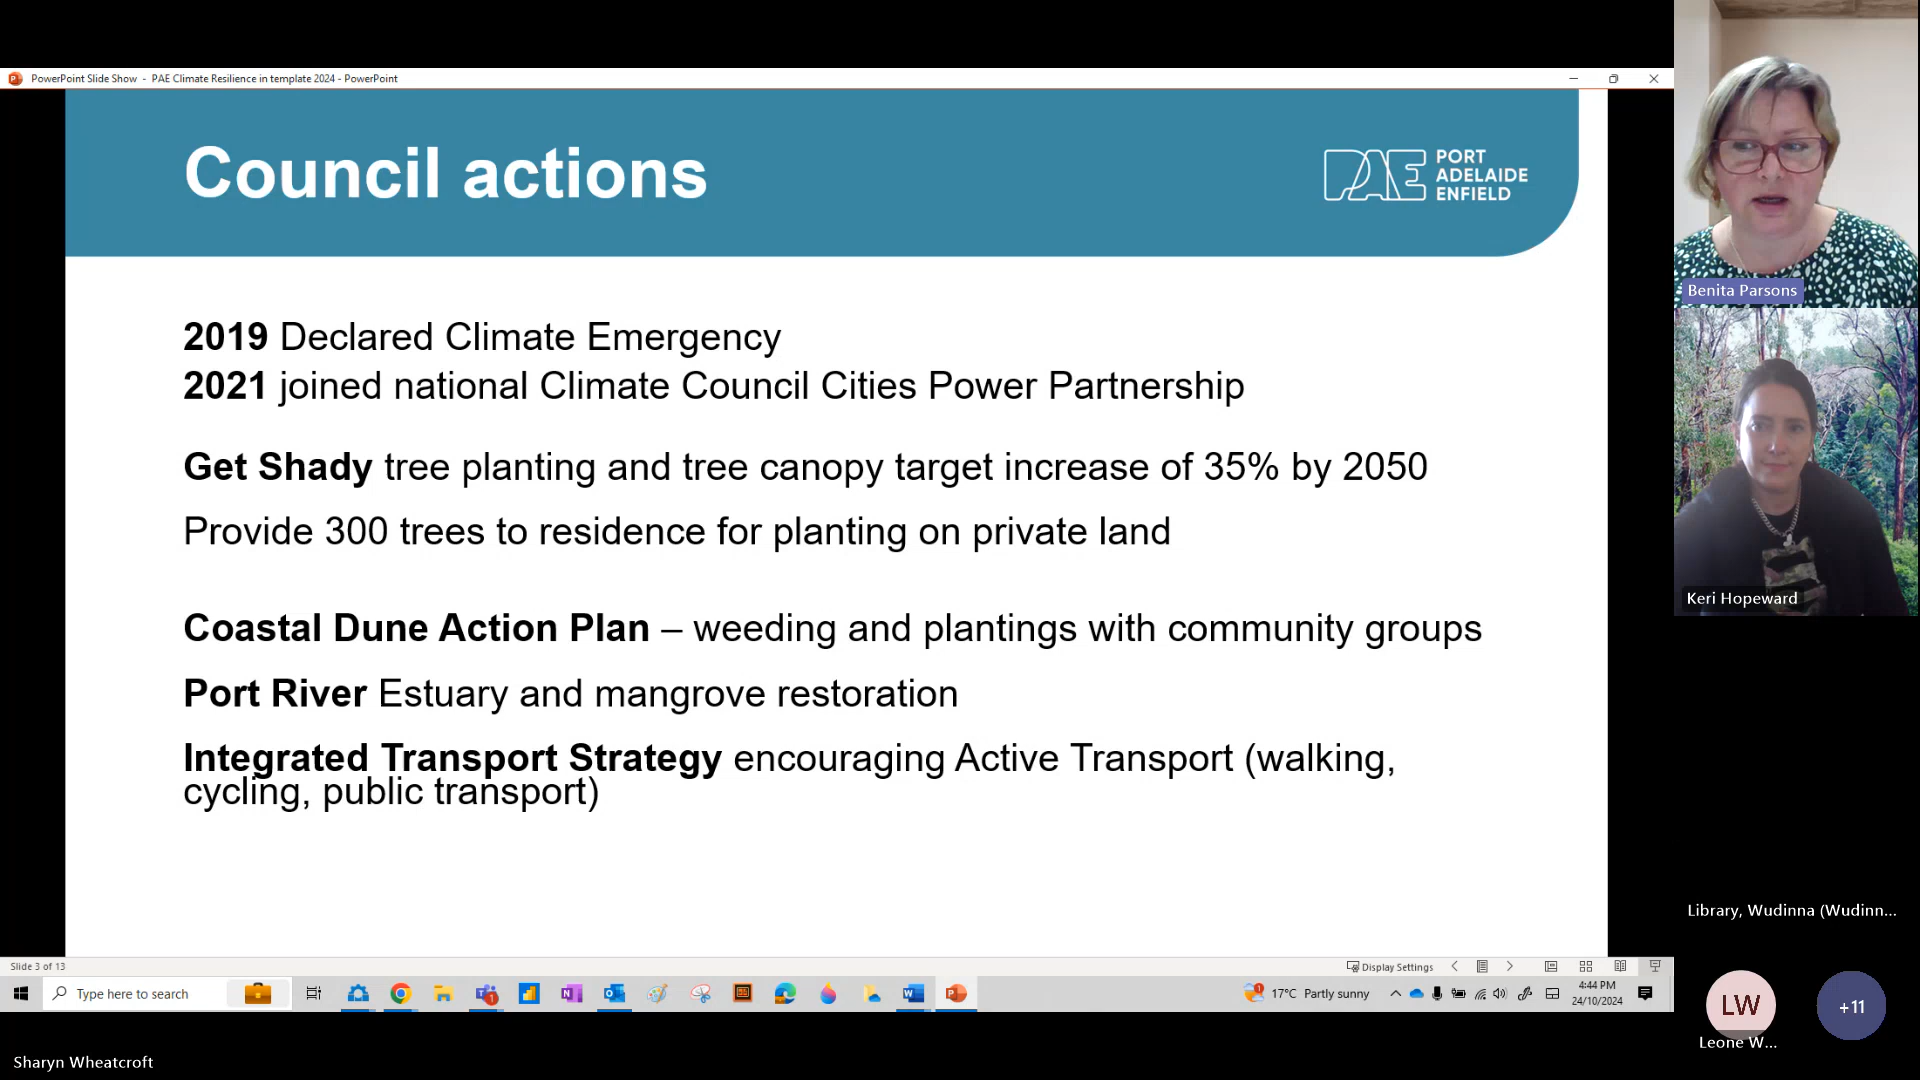 PowerPoint Slide Show - PAE Climate Resilience in template 2024 - PowerPoint
Council actions
PAE PORT
ADELAIDE
ENFIELD
2019 Declared Climate Emergency
2021 joined national Climate Council Cities Power Partnership
Get Shady tree planting and tree canopy target increase of 35% by 2050
Provide 300 trees to residence for planting on private land
Coastal Dune Action Plan – weeding and plantings with community groups
Port River Estuary and mangrove restoration
Integrated Transport Strategy encouraging Active Transport (walking,
cycling, public transport)
Slide 3 of 13
Display Settings
Type here to search
17°C Partly sunny
4:44 PM
24/10/2024
Sharyn Wheatcroft
Benita Parsons
Keri Hopeward
Library, Wudinna (Wudinn...
LW
Leone W...
+11